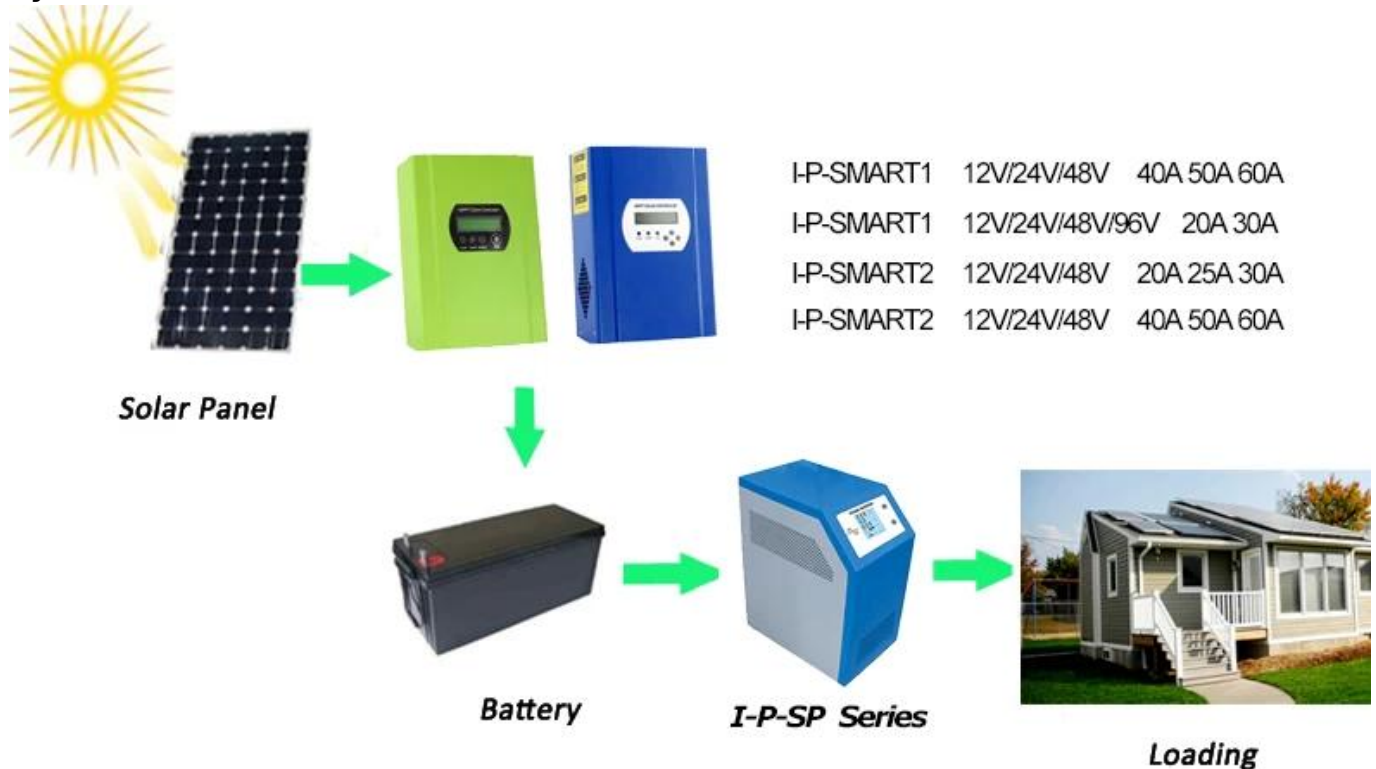 I-P-SMART1 12V/24V/48V 40A 50A 60A
I-P-SMART1 12V/24V/48V/96V 20A 30A
I-P-SMART2 12V/24V/48V 20A 25A 30A
I-P-SMART2 12V/24V/48V 40A 50A 60A
Solar Panel
Battery
I-P-SP Series
Loading